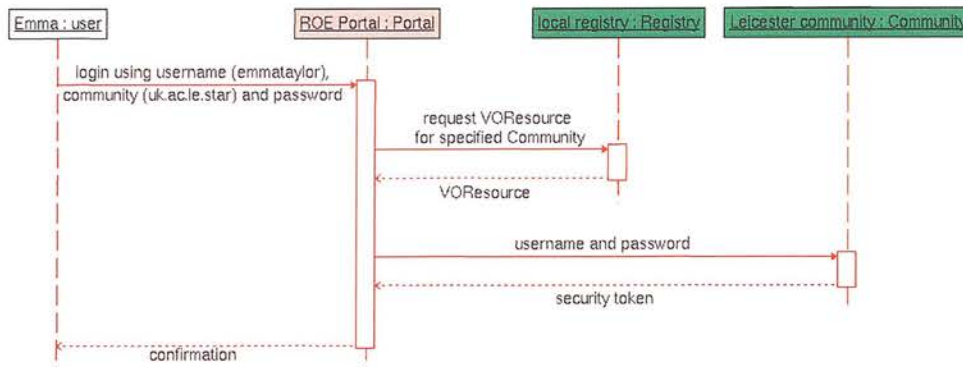 Emma : user
ROE Portal : Portal
local registry : Registry
Leicester community : Community
login using username (emmataylor),
community (uk.ac.le.star) and password
request VOResource
for specified Community
VOResource
username and password
security token
confirmation